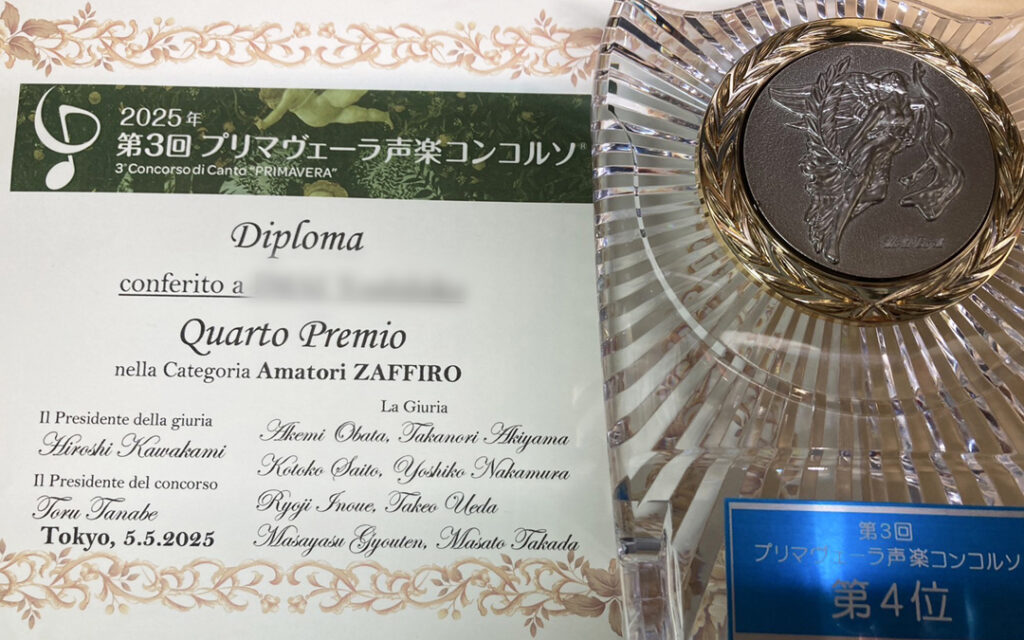 2025年
第3回 プリマヴェーラ声楽コンコルソ®
3°Concorso di Canto "PRIMAVERA"
Diploma
conferito a
Quarto Premio
nella Categoria Amatori ZAFFIRO
Il Presidente della giuria
Hiroshi Kawakami
Il Presidente del concorso
Toru Tanabe
Tokyo, 5.5.2025
La Giuria
Akemi Obata, Takanori Akiyama
Kotoko Saito, Yoshiko Nakamura
Ryoji Inoue, Takeo Ueda
Masayasu Gyouten, Masato Takada
第3回
プリマヴェーラ声楽コンコルソ
第4位